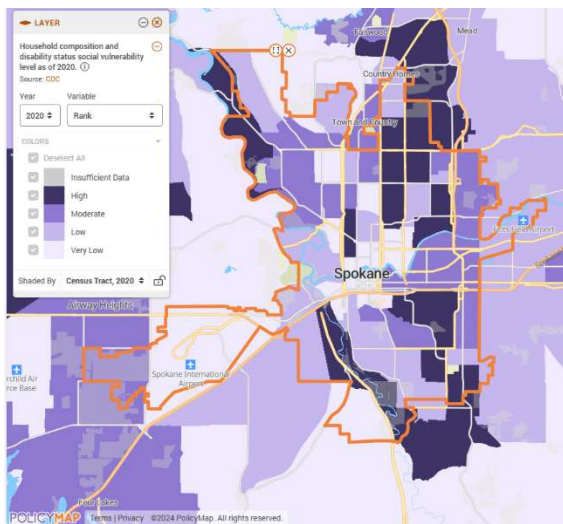 LAYER
Household composition and
disability status social vulnerability
level as of 2020.
Source: CDC
Year Variable
2020 Rank
COLORS
Deselect All
Insufficient Data
High
Moderate
Low
Very Low
Shaded By Census Tract, 2020
Fairwood
Mead
Country Homes
Town and Country
Felts Field Airport
Spokane
Airway Heights
Spokane International
Airport
rchild Air
rce Base
Four Lakes
POLICYMAP Terms | Privacy ©2024 PolicyMap. All rights reserved.